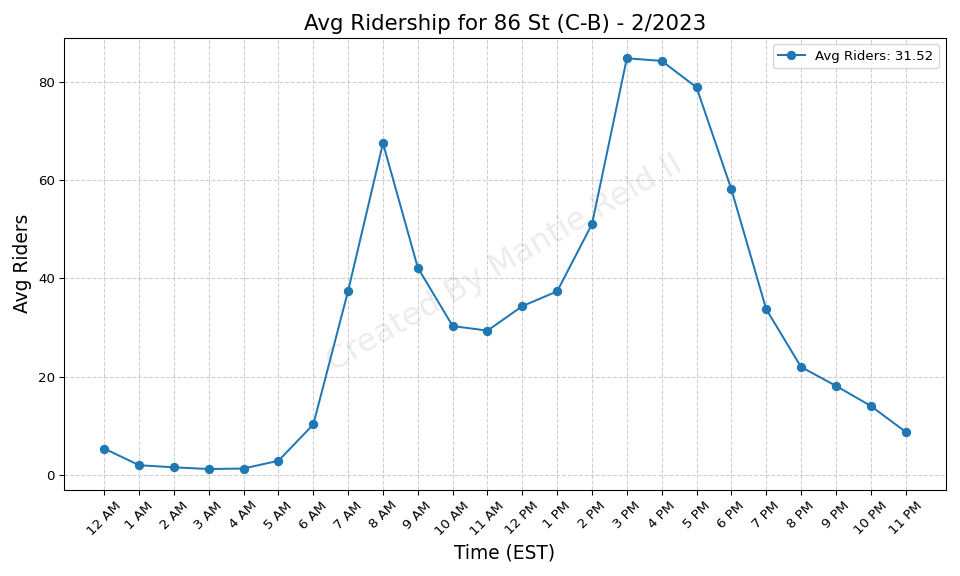 Avg Ridership for 86 St (C-B) - 2/2023
Avg Riders: 31.52
Avg Riders
80
60
40
20
0
Created By Mantle Reid II
12 AM
1 AM
2 AM
3 AM
4 AM
5 AM
6 AM
7 AM
8 AM
9 AM
10 AM
11 AM
12 PM
1 PM
2 PM
3 PM
4 PM
5 PM
6 PM
7 PM
8 PM
9 PM
10 PM
11 PM
Time (EST)